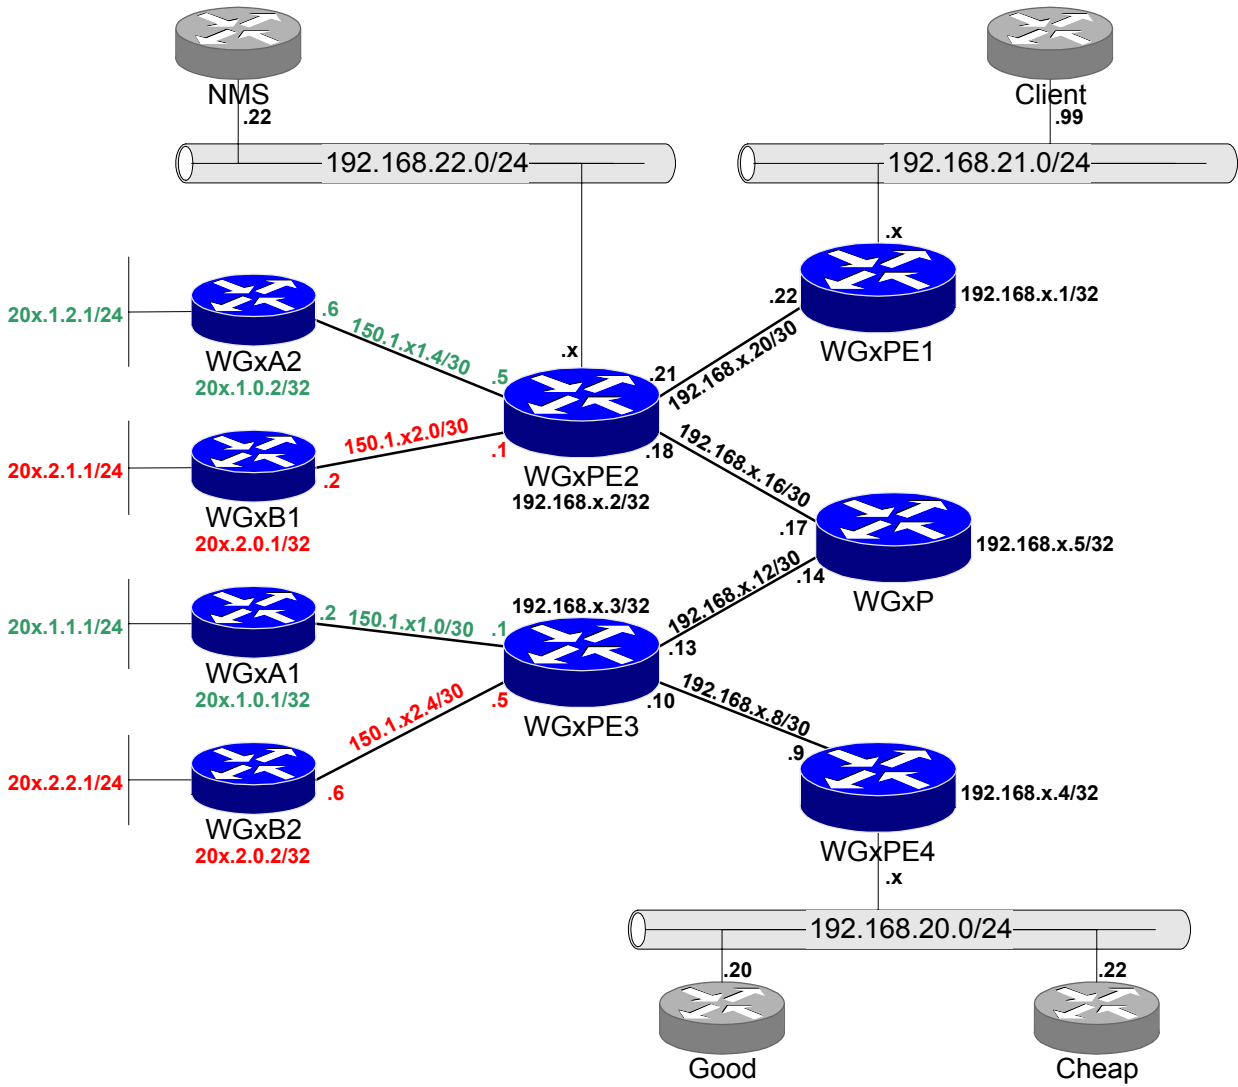 NMS
.22
192.168.22.0/24
Client
.99
192.168.21.0/24
.x
.22
192.168.x.1/32
WGxPE1
192.168.x.20/30
.21
.x
20x.1.2.1/24
.6
150.1.x1.4/30
.5
WGxA2
20x.1.0.2/32
20x.2.1.1/24
150.1.x2.0/30
.1
.2
WGxB1
20x.2.0.1/32
WGxPE2
192.168.x.2/32
.18
192.168.x.16/30
.17
192.168.x.5/32
WGxP
.14
192.168.x.12/30
.13
192.168.x.3/32
20x.1.1.1/24
.2
150.1.x1.0/30
.1
WGxA1
20x.1.0.1/32
150.1.x2.4/30
.5
WGxPE3
.10
192.168.x.8/30
.9
192.168.x.4/32
20x.2.2.1/24
.6
WGxB2
20x.2.0.2/32
WGxPE4
.x
192.168.20.0/24
.20
.22
Good
Cheap